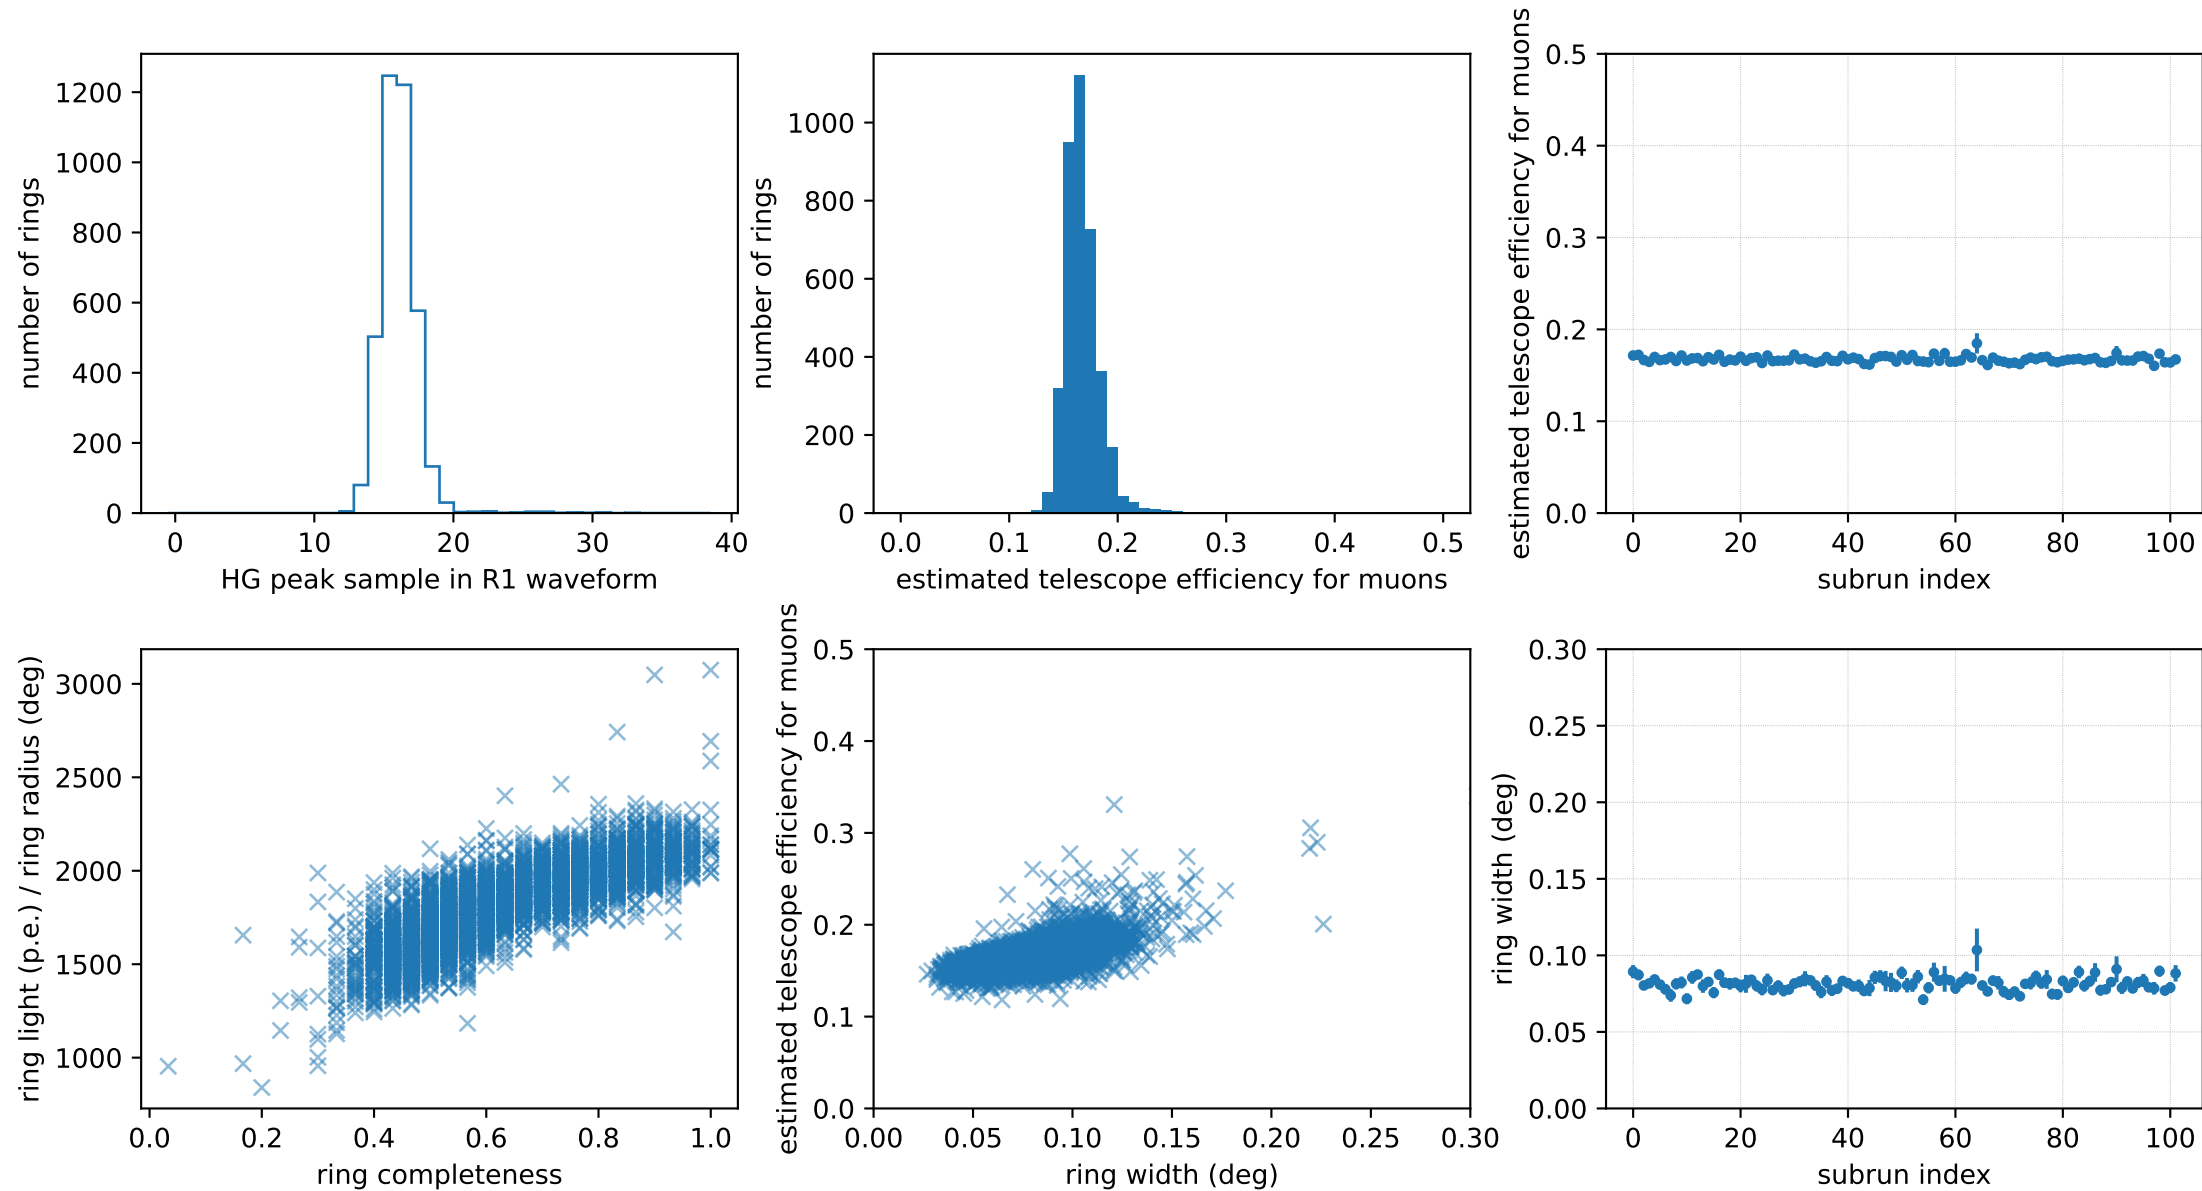 number of rings
1200
1000
800
600
400
200
0
0 10 20 30 40
HG peak sample in R1 waveform
number of rings
1000
800
600
400
200
0
0.0 0.1 0.2 0.3 0.4 0.5
estimated telescope efficiency for muons
estimated telescope efficiency for muons
0.5
0.4
0.3
0.2
0.1
0.0
0 20 40 60 80 100
subrun index
ring light (p.e.) / ring radius (deg)
3000
2500
2000
1500
1000
0.0 0.2 0.4 0.6 0.8 1.0
ring completeness
estimated telescope efficiency for muons
0.5
0.4
0.3
0.2
0.1
0.0
0.00 0.05 0.10 0.15 0.20 0.25 0.30
ring width (deg)
ring width (deg)
0.30
0.25
0.20
0.15
0.10
0.05
0.00
0 20 40 60 80 100
subrun index